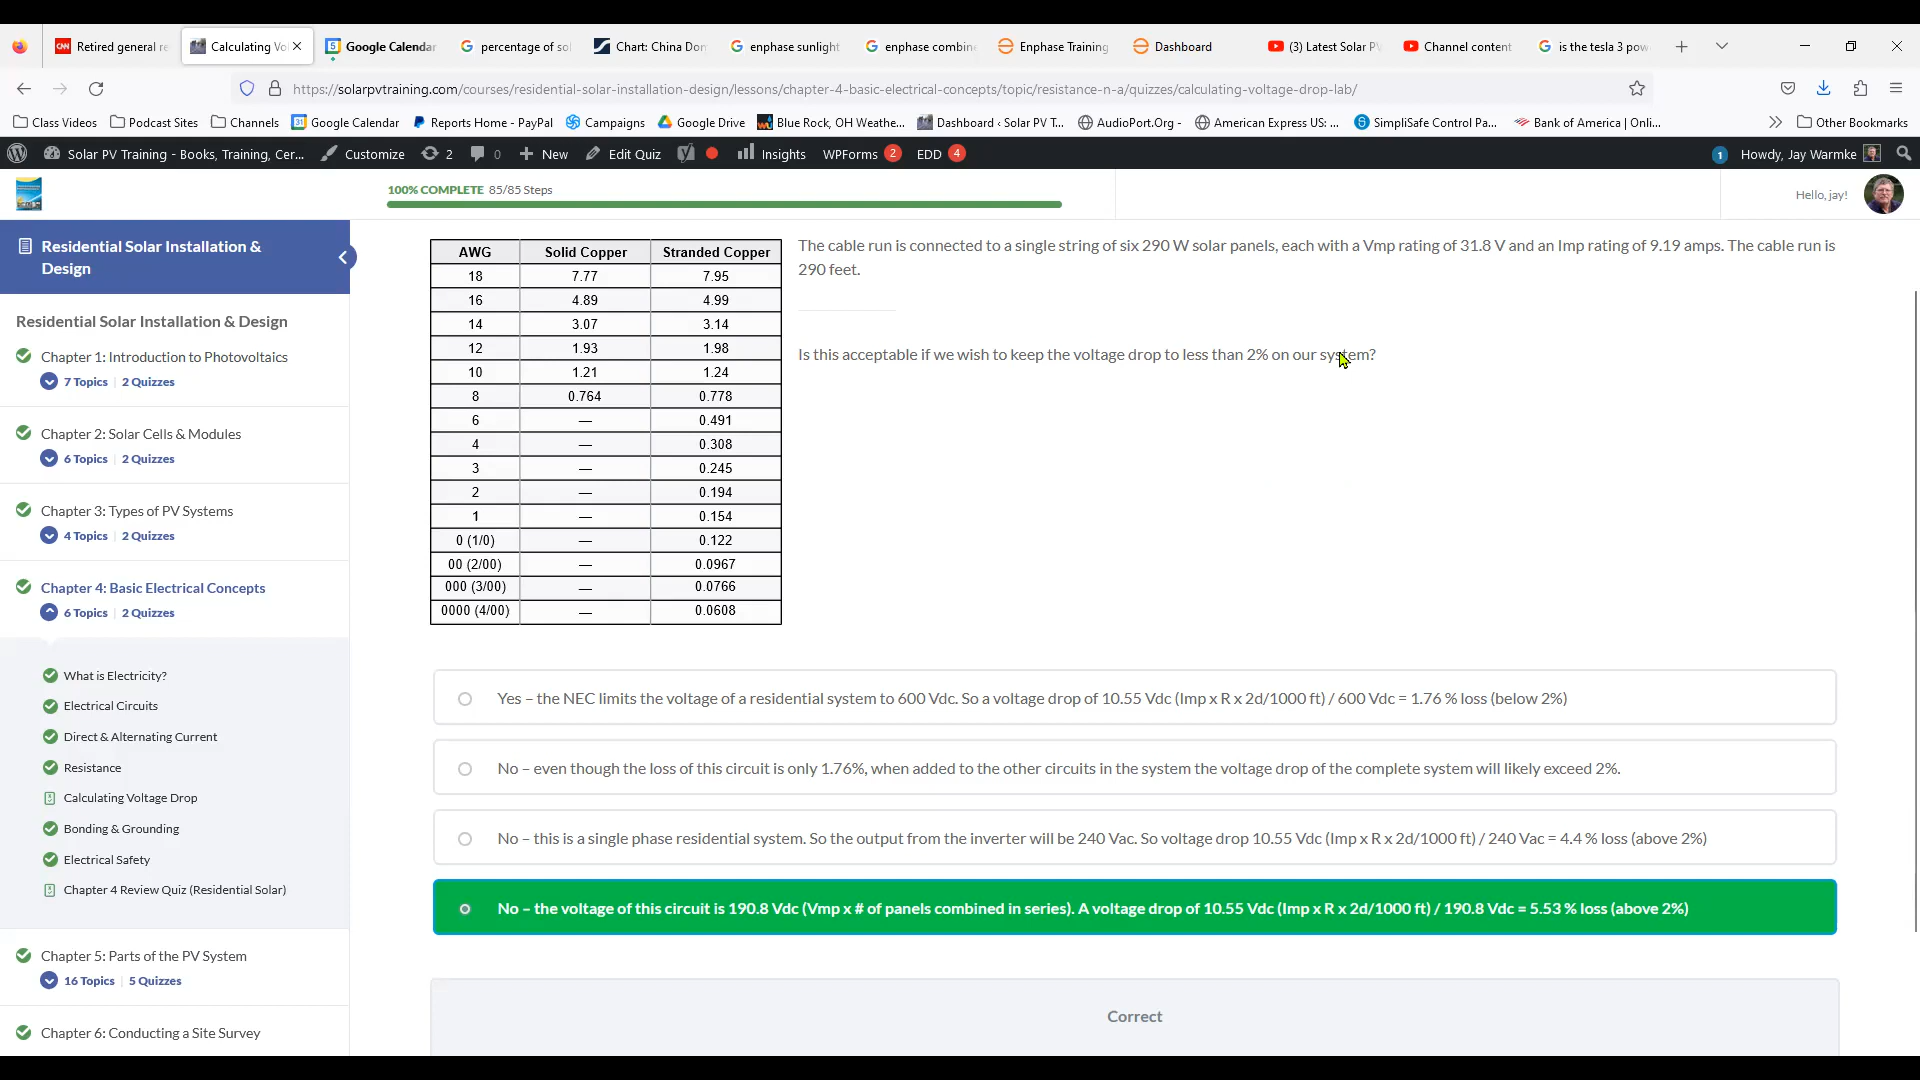 Retired general re
Calculating Vo
Google Calendar
percentage of so
Chart: China Dom
enphase sunlight
enphase combin
Enphase Training
Dashboard
(3) Latest Solar PV
Channel content
is the tesla 3 pow
https://solarpvtraining.com/courses/residential-solar-installation-design/lessons/chapter-4-basic-electrical-concepts/topic/resistance-n-a/quizzes/calculating-voltage-drop-lab/
Class Videos
Podcast Sites
Channels
Google Calendar
Reports Home - PayPal
Campaigns
Google Drive
Blue Rock, OH Weathe...
Dashboard ‹ Solar PV T...
AudioPort.Org -
American Express US: ...
SimpliSafe Control Pa...
Bank of America | Onli...
Other Bookmarks
Solar PV Training - Books, Training, Cer...
Customize
2
0
New
Edit Quiz
Insights
WPForms 2
EDD 4
1
Howdy, Jay Warmke
100% COMPLETE 85/85 Steps
Hello, jay!
Residential Solar Installation &
Design
Residential Solar Installation & Design
Chapter 1: Introduction to Photovoltaics
7 Topics | 2 Quizzes
Chapter 2: Solar Cells & Modules
6 Topics | 2 Quizzes
Chapter 3: Types of PV Systems
4 Topics | 2 Quizzes
Chapter 4: Basic Electrical Concepts
6 Topics | 2 Quizzes
What is Electricity?
Electrical Circuits
Direct & Alternating Current
Resistance
Calculating Voltage Drop
Bonding & Grounding
Electrical Safety
Chapter 4 Review Quiz (Residential Solar)
Chapter 5: Parts of the PV System
16 Topics | 5 Quizzes
Chapter 6: Conducting a Site Survey
AWG Solid Copper Stranded Copper
18 7.77 7.95
16 4.89 4.99
14 3.07 3.14
12 1.93 1.98
10 1.21 1.24
8 0.764 0.778
6 — 0.491
4 — 0.308
3 — 0.245
2 — 0.194
1 — 0.154
0 (1/0) — 0.122
00 (2/00) — 0.0967
000 (3/00) — 0.0766
0000 (4/00) — 0.0608
The cable run is connected to a single string of six 290 W solar panels, each with a Vmp rating of 31.8 V and an Imp rating of 9.19 amps. The cable run is
290 feet.
Is this acceptable if we wish to keep the voltage drop to less than 2% on our system?
Yes – the NEC limits the voltage of a residential system to 600 Vdc. So a voltage drop of 10.55 Vdc (Imp x R x 2d/1000 ft) / 600 Vdc = 1.76 % loss (below 2%)
No – even though the loss of this circuit is only 1.76%, when added to the other circuits in the system the voltage drop of the complete system will likely exceed 2%.
No – this is a single phase residential system. So the output from the inverter will be 240 Vac. So voltage drop 10.55 Vdc (Imp x R x 2d/1000 ft) / 240 Vac = 4.4 % loss (above 2%)
No – the voltage of this circuit is 190.8 Vdc (Vmp x # of panels combined in series). A voltage drop of 10.55 Vdc (Imp x R x 2d/1000 ft) / 190.8 Vdc = 5.53 % loss (above 2%)
Correct